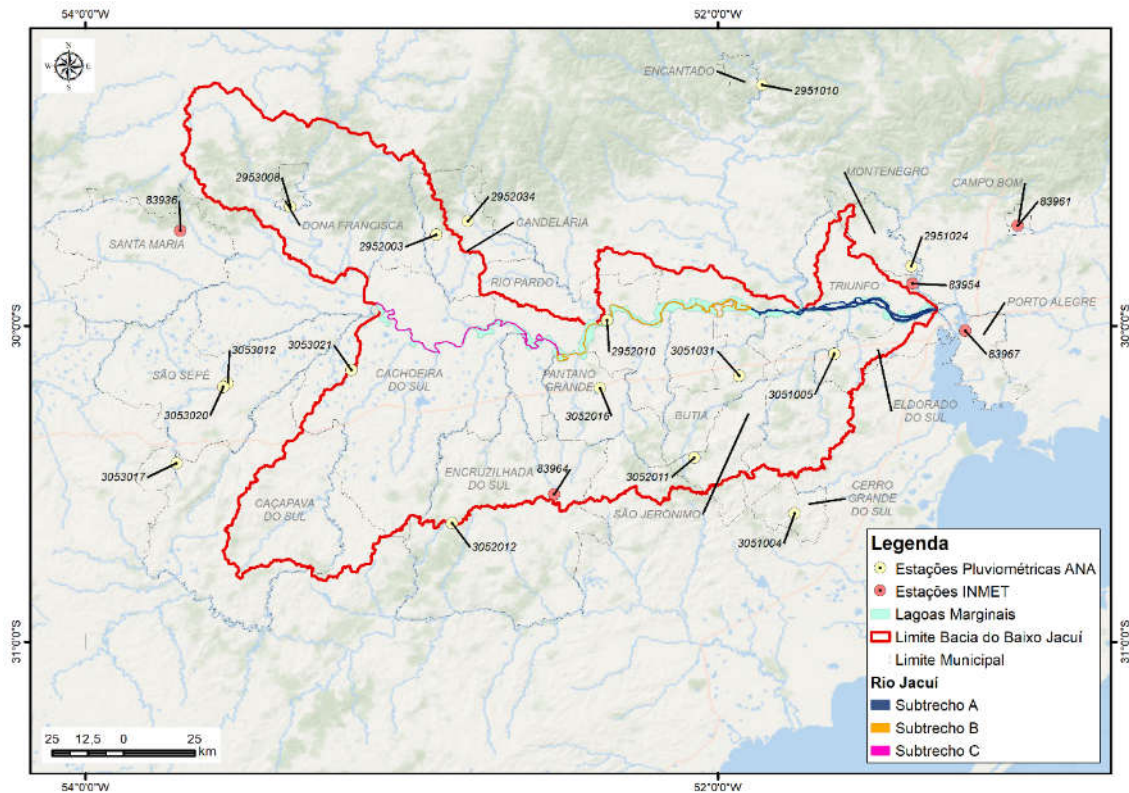 54°0'0"W
52°0'0"W
N
W
E
S
ENCANTADO
2951010
MONTENEGRO
CAMPO BOM
83961
2953008
83936
2952034
DONA FRANCISCA
CANDELÁRIA
SANTA MARIA
2952003
2951024
RIO PARDO
TRIUNFO
83954
PORTO ALEGRE
30°0'0"S
30°0'0"S
83967
3053012
3053021
2952010
3051031
SÃO SEPÉ
CACHOEIRA
DO SUL
PANTANO
GRANDE
3051005
3053020
3052016
BUTIA
ELDORADO
DO SUL
3053017
ENCRUZILHADA
DO SUL
83964
3052011
CAÇAPAVA
DO SUL
SÃO JERONIMO
CERRO
GRANDE
DO SUL
3052012
3051004
Legenda
Estações Pluviométricas ANA
Estações INMET
Lagoas Marginais
Limite Bacia do Baixo Jacuí
Limite Municipal
Rio Jacuí
Subtrecho A
Subtrecho B
Subtrecho C
31°0'0"S
31°0'0"S
25 12,5 0 25
km
54°0'0"W
52°0'0"W